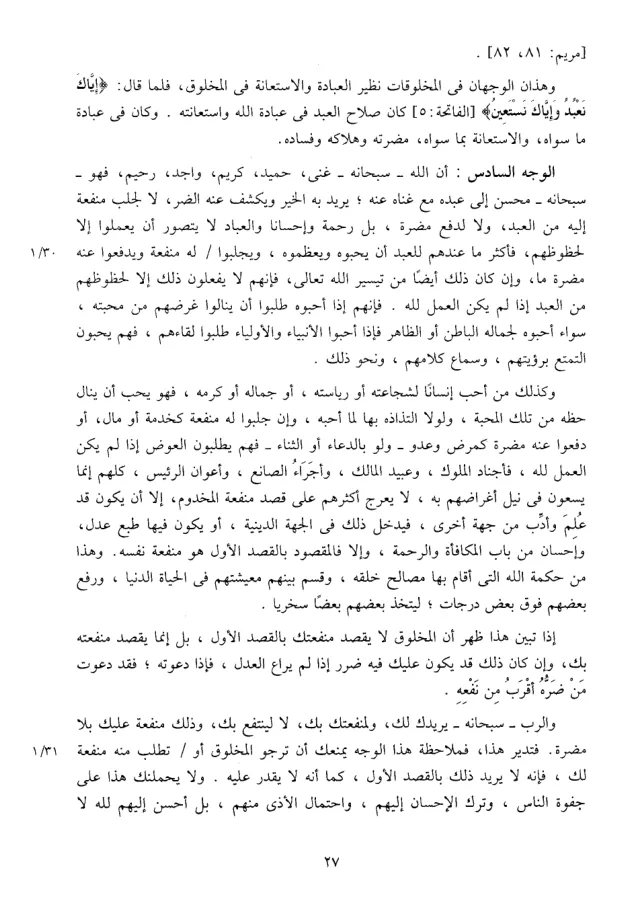 [مريم: ٨١، ٨٢] .
وهذان الوجهان فى المخلوقات نظير العبادة والاستعانة فى المخلوق، فلما قال: ﴿إِيَّاكَ
نَعْبُدُ وَإِيَّاكَ نَسْتَعِينُ﴾ [الفاتحة:٥] كان صلاح العبد فى عبادة الله واستعانته . وكان فى عبادة
ما سواه، والاستعانة بما سواه، مضرته وهلاكه وفساده.
الوجه السادس : أن الله ـ سبحانه ـ غنى، حميد، كريم، واجد، رحيم، فهو ـ
سبحانه ـ محسن إلى عبده مع غناه عنه ؛ يريد به الخير ويكشف عنه الضر، لا لجلب منفعة
إليه من العبد، ولا لدفع مضرة ، بل رحمة وإحسانا والعباد لا يتصور أن يعملوا إلا
لحظوظهم، فأكثر ما عندهم للعبد أن يحبوه ويعظموه ، ويجلبوا / له منفعة ويدفعوا عنه ١/٣٠
مضرة ما، وإن كان ذلك أيضًا من تيسير الله تعالى، فإنهم لا يفعلون ذلك إلا لحظوظهم
من العبد إذا لم يكن العمل لله . فإنهم إذا أحبوه طلبوا أن ينالوا غرضهم من محبته ،
سواء أحبوه لجماله الباطن أو الظاهر فإذا أحبوا الأنبياء والأولياء طلبوا لقاءهم ، فهم يحبون
التمتع برؤيتهم ، وسماع كلامهم ، ونحو ذلك .
وكذلك من أحب إنسانًا لشجاعته أو رياسته ، أو جماله أو كرمه ، فهو يحب أن ينال
حظه من تلك المحبة ، ولولا التذاذه بها لما أحبه ، وإن جلبوا له منفعة كخدمة أو مال، أو
دفعوا عنه مضرة كمرض وعدو ـ ولو بالدعاء أو الثناء ـ فهم يطلبون العوض إذا لم يكن
العمل لله ، فأجناد الملوك ، وعبيد المالك ، وأجَرَاءُ الصانع ، وأعوان الرئيس ، كلهم إنما
يسعون فى نيل أغراضهم به ، لا يعرج أكثرهم على قصد منفعة المخدوم، إلا أن يكون قد
عُلِمَ وأدِّب من جهة أخرى ، فيدخل ذلك فى الجهة الدينية ، أو يكون فيها طبع عدل،
وإحسان من باب المكافأة والرحمة ، وإلا فالمقصود بالقصد الأول هو منفعة نفسه. وهذا
من حكمة الله التى أقام بها مصالح خلقه ، وقسم بينهم معيشتهم فى الحياة الدنيا ، ورفع
بعضهم فوق بعض درجات ؛ ليتخذ بعضهم بعضًا سخريا .
إذا تبين هذا ظهر أن المخلوق لا يقصد منفعتك بالقصد الأول ، بل إنما يقصد منفعته
بك، وإن كان ذلك قد يكون عليك فيه ضرر إذا لم يراع العدل ، فإذا دعوته ؛ فقد دعوت
مَنْ ضَرُّهُ أَقْرَبُ مِن نَفْعِهِ .
والرب ـ سبحانه ـ يريدك لك، ولمنفعتك بك، لا لينتفع بك، وذلك منفعة عليك بلا
مضرة. فتدبر هذا، فملاحظة هذا الوجه يمنعك أن ترجو المخلوق أو / تطلب منه منفعة ١/٣١
لك ، فإنه لا يريد ذلك بالقصد الأول ، كما أنه لا يقدر عليه . ولا يحملنك هذا على
جفوة الناس ، وترك الإحسان إليهم ، واحتمال الأذى منهم ، بل أحسن إليهم لله لا
٢٧